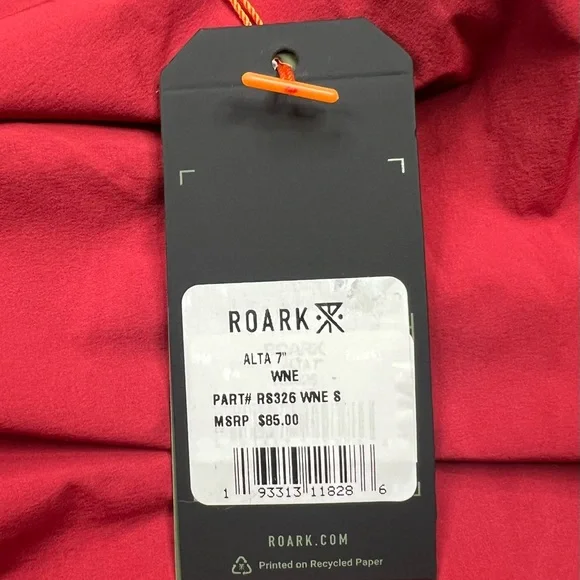 ROARK
ALTA 7"
WNE
PART# RS326 WNE S
MSRP $85.00
1 93313 11828 6
ROARK.COM
Printed on Recycled Paper